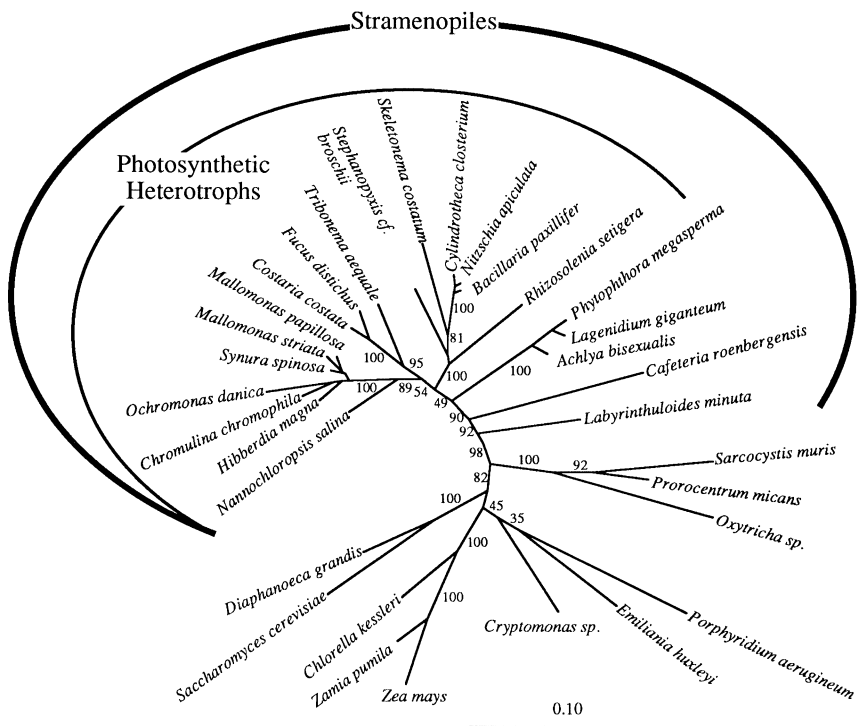 Stramenopiles
Photosynthetic
Heterotrophs
Skeletonema costatum
Stephanopyxis cf.
broschii
Cylindrotheca closterium
Nitzschia apiculata
Bacillaria paxillifer
Rhizosolenia setigera
Tribonema aequale
Fucus distichus
Costaria costata
Mallomonas papillosa
Mallomonas striata
Synura spinosa
Ochromonas danica
Chromulina chromophila
Hibberdia magna
Nannochloropsis salina
Phytophthora megasperma
Lagenidium giganteum
Achlya bisexualis
Cafeteria roenbergensis
Labyrinthuloides minuta
Sarcocystis muris
Prorocentrum micans
Oxytricha sp.
100
81
100
100
95
100
89
54
49
100
90
92
98
100
92
82
100
45
35
100
100
Diaphanoeca grandis
Saccharomyces cerevisiae
Chlorella kessleri
Zamia pumila
Zea mays
Cryptomonas sp.
Emiliania huxleyi
Porphyridium aerugineum
0.10